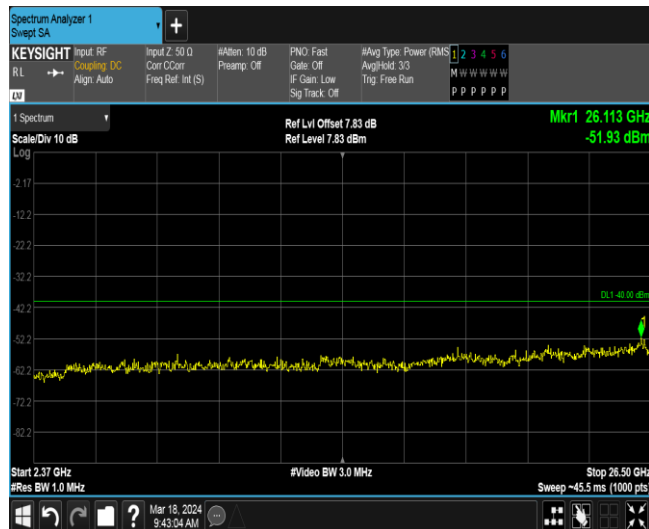 Spectrum Analyzer 1
Swept SA
+
KEYSIGHT
RL
LXI
Input: RF
Coupling: DC
Align: Auto
Input Z: 50 Ω
Corr CCorr
Freq Ref: Int (S)
#Atten: 10 dB
Preamp: Off
PNO: Fast
Gate: Off
IF Gain: Low
Sig Track: Off
#Avg Type: Power (RMS
Avg|Hold: 3/3
Trig: Free Run
1 2 3 4 5 6
M W W W W W
P P P P P P
1 Spectrum
Scale/Div 10 dB
Log
Ref Lvl Offset 7.83 dB
Ref Level 7.83 dBm
Mkr1 26.113 GHz
-51.93 dBm
-2.17
-12.2
-22.2
-32.2
DL1 -40.00 dBm
-42.2
-52.2
-62.2
-72.2
-82.2
Start 2.37 GHz
#Res BW 1.0 MHz
#Video BW 3.0 MHz
Stop 26.50 GHz
Sweep ~45.5 ms (1000 pts)
?
Mar 18, 2024
9:43:04 AM